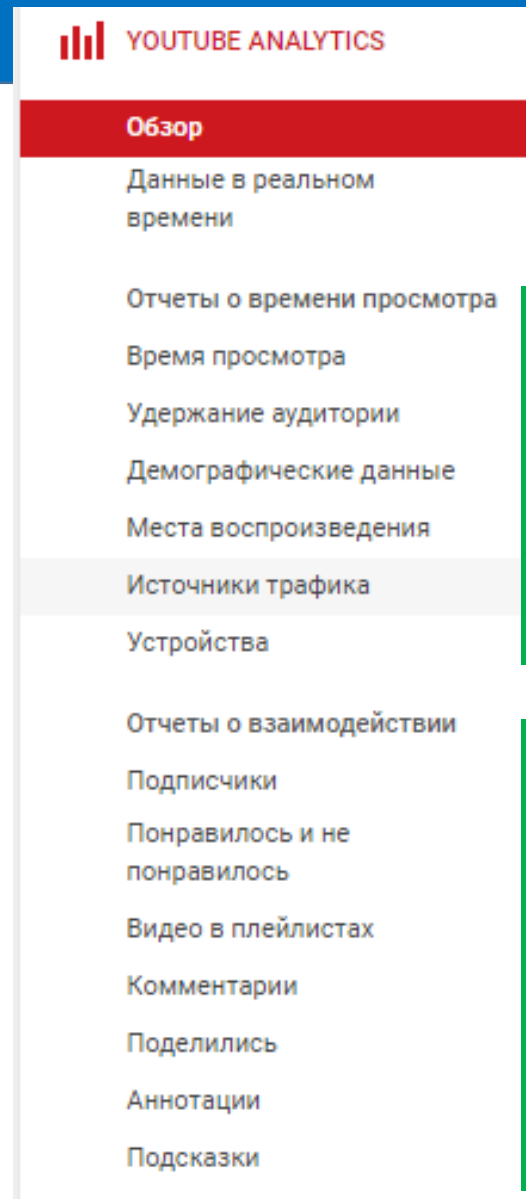 YOUTUBE ANALYTICS
Обзор
Данные в реальном
времени
Отчеты о времени просмотра
Время просмотра
Удержание аудитории
Демографические данные
Места воспроизведения
Источники трафика
Устройства
Отчеты о взаимодействии
Подписчики
Понравилось и не
понравилось
Видео в плейлистах
Комментарии
Поделились
Аннотации
Подсказки